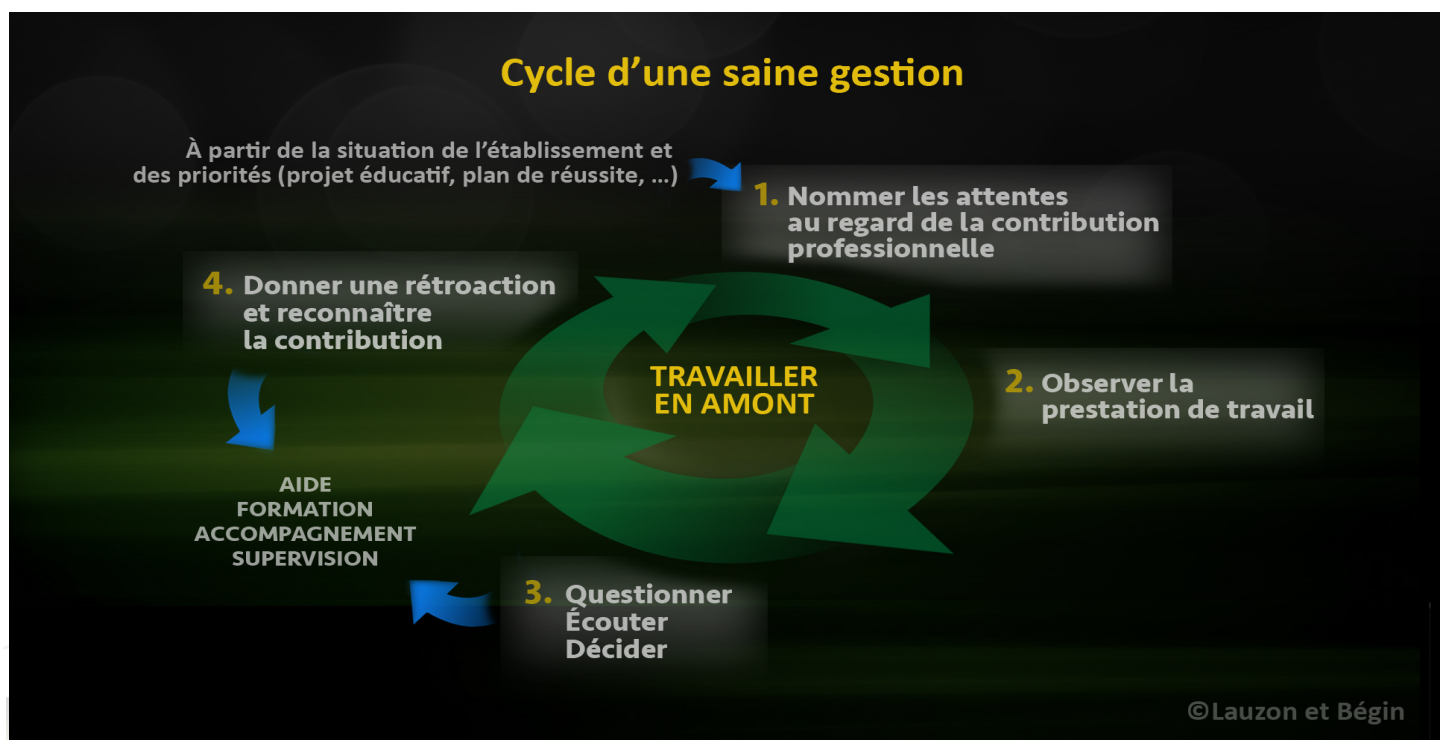 Cycle d’une saine gestion
À partir de la situation de l’établissement et
des priorités (projet éducatif, plan de réussite, ...)
1. Nommer les attentes
au regard de la contribution
professionnelle
2. Observer la
prestation de travail
3. Questionner
Écouter
Décider
4. Donner une rétroaction
et reconnaître
la contribution
TRAVAILLER
EN AMONT
AIDE
FORMATION
ACCOMPAGNEMENT
SUPERVISION
©Lauzon et Bégin